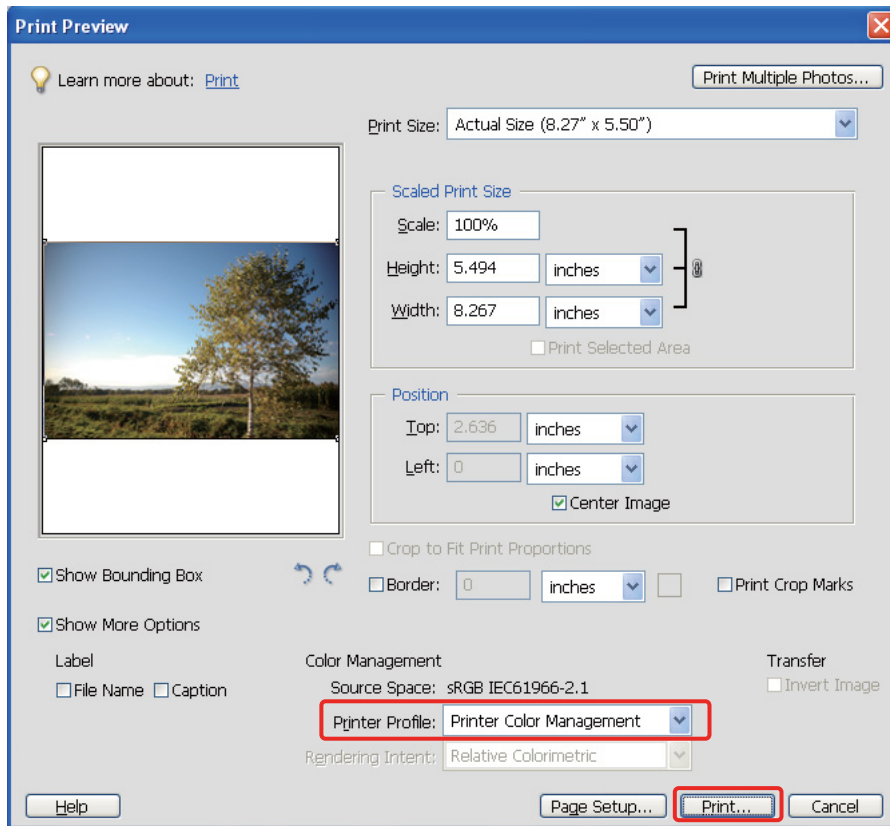 Print Preview
Learn more about: Print
Print Multiple Photos...
Print Size: Actual Size (8.27" x 5.50")
Scaled Print Size
Scale: 100%
Height: 5.494 inches
Width: 8.267 inches
Print Selected Area
Position
Top: 2.636 inches
Left: 0 inches
Center Image
Crop to Fit Print Proportions
Show Bounding Box
Border: 0 inches
Print Crop Marks
Show More Options
Label
File Name Caption
Color Management
Source Space: sRGB IEC61966-2.1
Printer Profile: Printer Color Management
Rendering Intent: Relative Colorimetric
Transfer
Invert Image
Help
Page Setup...
Print...
Cancel